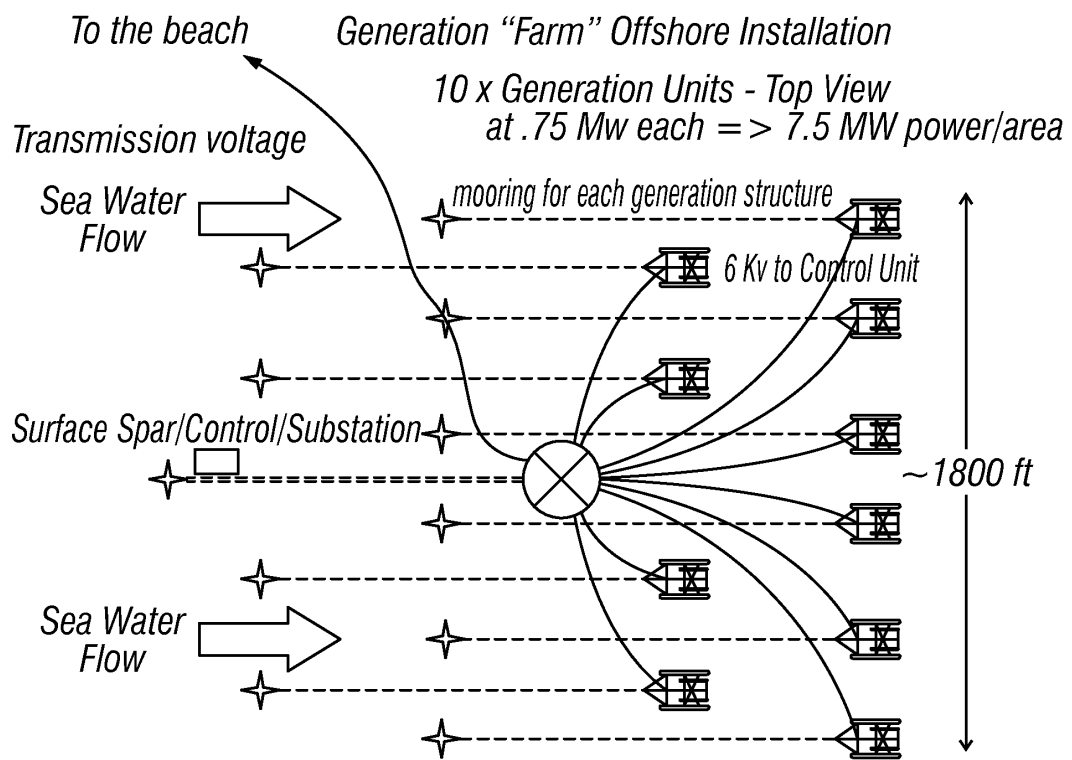 To the beach
Generation “Farm” Offshore Installation
10 x Generation Units - Top View
at .75 Mw each = > 7.5 MW power/area
Transmission voltage
Sea Water
Flow
mooring for each generation structure
6 Kv to Control Unit
Surface Spar/Control/Substation
~1800 ft
Sea Water
Flow